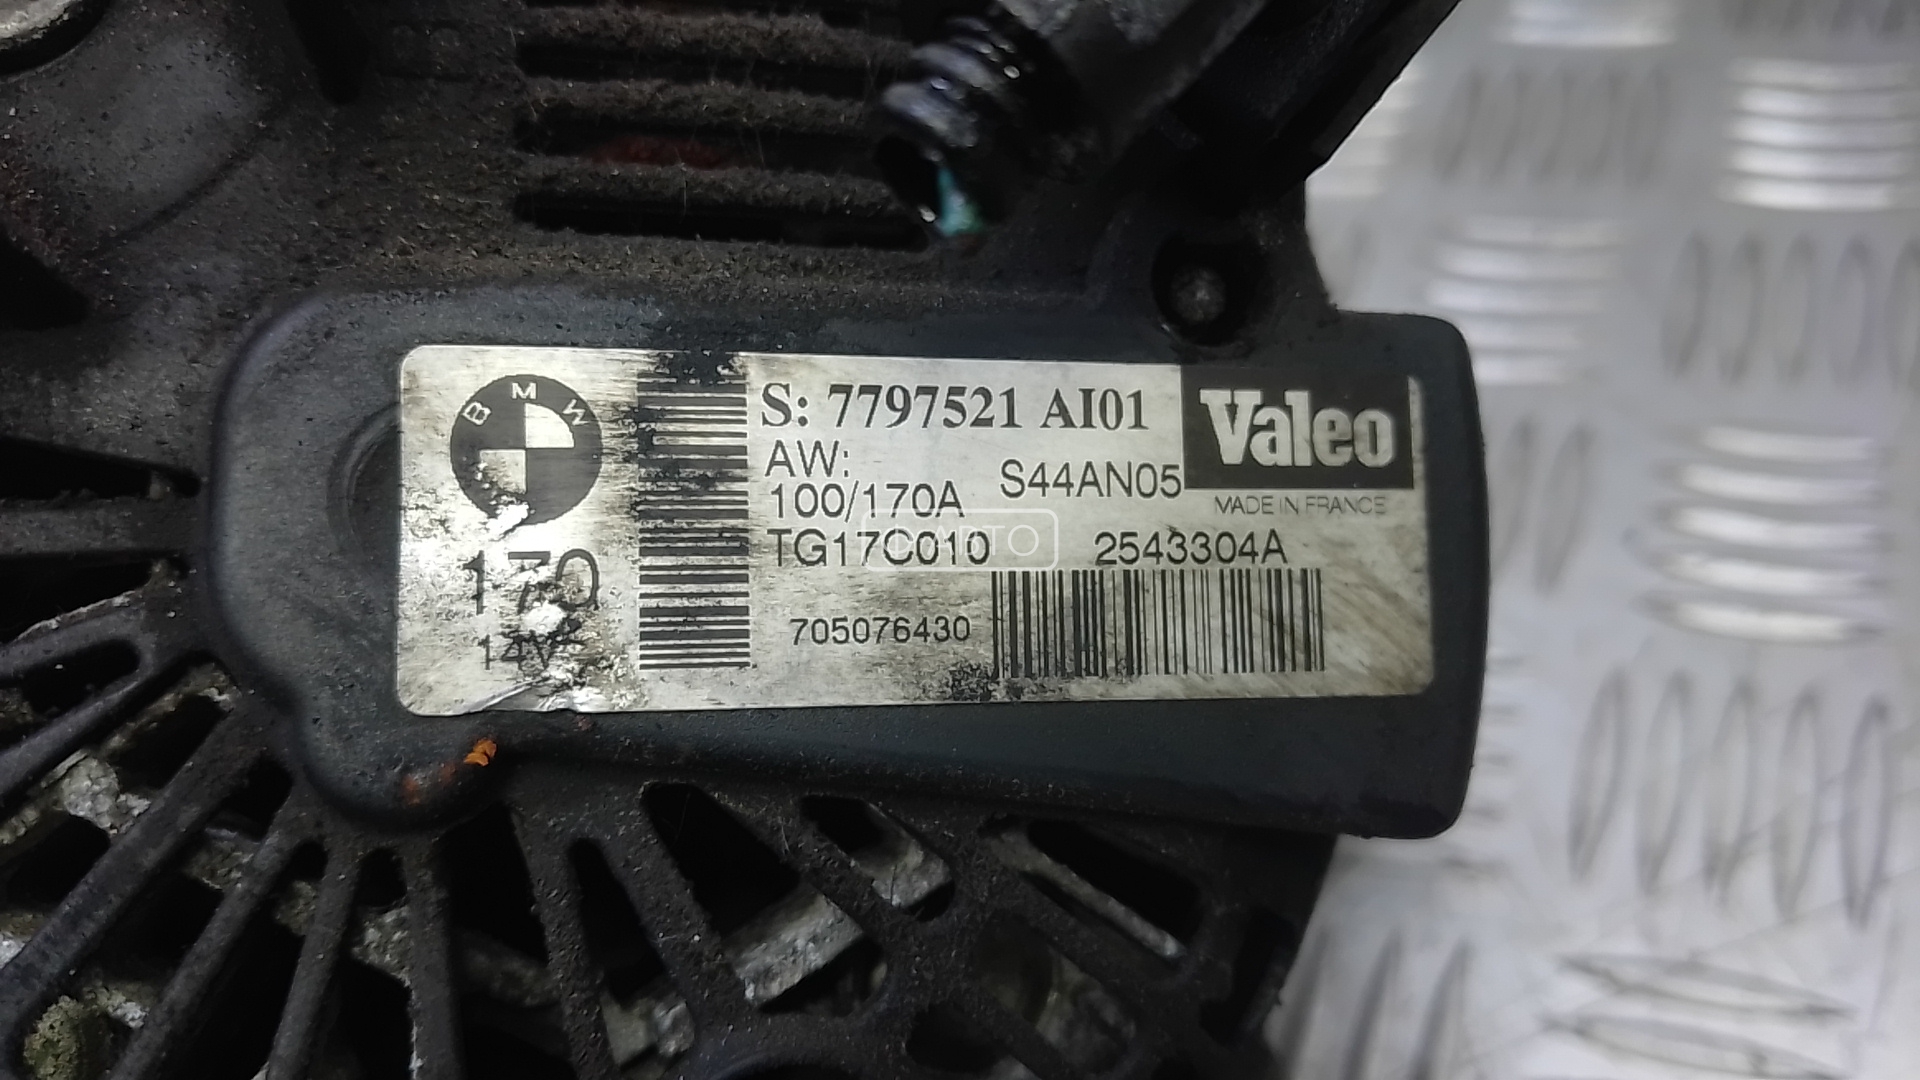 BMW
170
14V
S: 7797521 AI01
AW:
100/170A S44AN05
TG17C010 2543304A
705076430
Valeo
MADE IN FRANCE